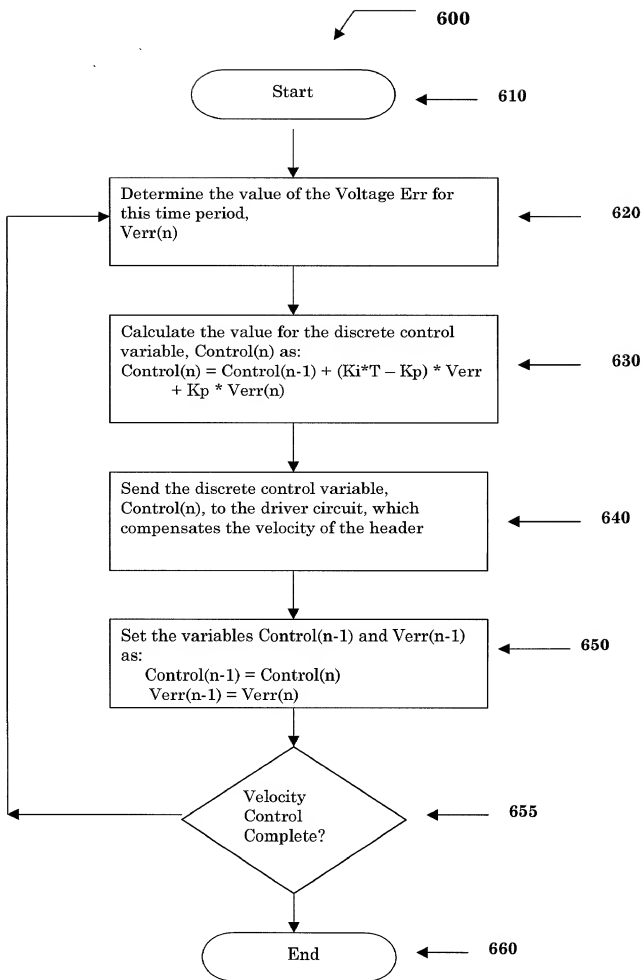 600
Start
610
Determine the value of the Voltage Err for
this time period,
Verr(n)
620
Calculate the value for the discrete control
variable, Control(n) as:
Control(n) = Control(n-1) + (Ki*T – Kp) * Verr
+ Kp * Verr(n)
630
Send the discrete control variable,
Control(n), to the driver circuit, which
compensates the velocity of the header
640
Set the variables Control(n-1) and Verr(n-1)
as:
Control(n-1) = Control(n)
Verr(n-1) = Verr(n)
650
Velocity
Control
Complete?
655
End
660